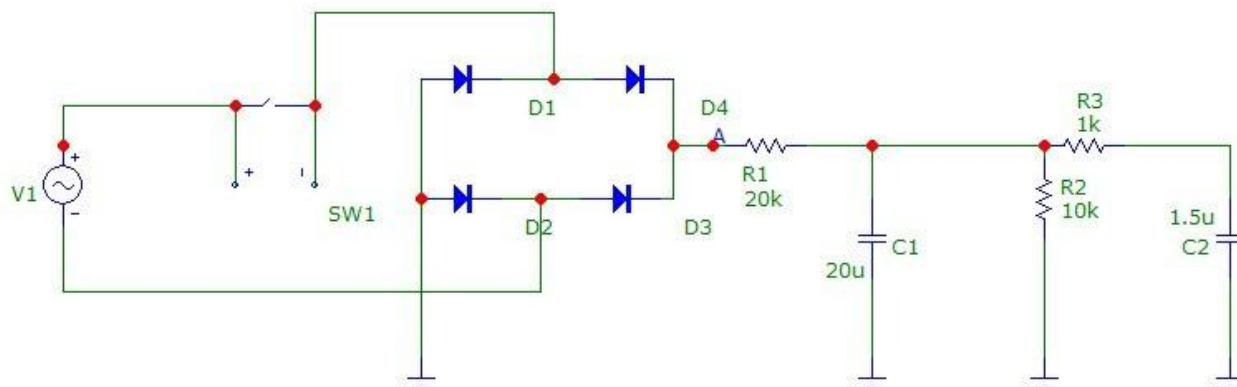 V1
+
−
+
-
SW1
D1
D4
D2
D3
A
R1
20k
C1
20u
R2
10k
R3
1k
1.5u
C2